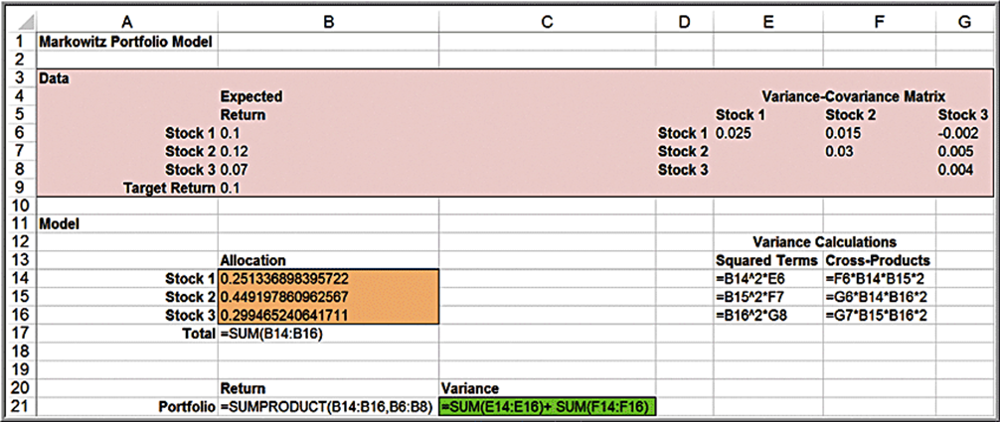 A B C D E F G
1 Markowitz Portfolio Model
2
3 Data
4 Expected Variance-Covariance Matrix
5 Return Stock 1 Stock 2 Stock 3
6 Stock 1 0.1 Stock 1 0.025 0.015 -0.002
7 Stock 2 0.12 Stock 2 0.03 0.005
8 Stock 3 0.07 Stock 3 0.004
9 Target Return 0.1
10
11 Model
12 Variance Calculations
13 Allocation Squared Terms Cross-Products
14 Stock 1 0.251336898395722 =B14^2*E6 =F6*B14*B15*2
15 Stock 2 0.449197860962567 =B15^2*F7 =G6*B14*B16*2
16 Stock 3 0.299465240641711 =B16^2*G8 =G7*B15*B16*2
17 Total =SUM(B14:B16)
18
19
20 Return Variance
21 Portfolio =SUMPRODUCT(B14:B16,B6:B8) =SUM(E14:E16)+ SUM(F14:F16)